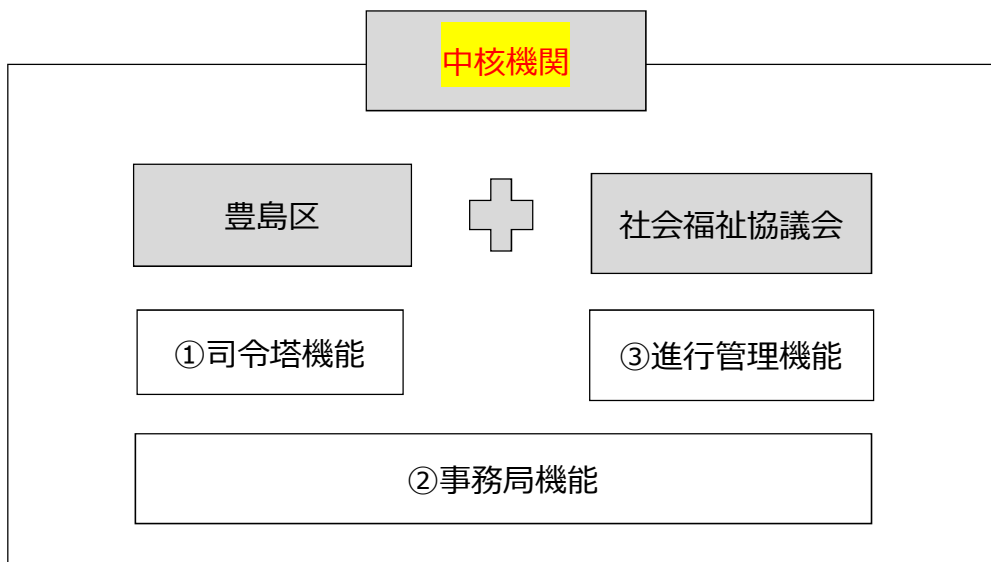 中核機関
豊島区
社会福祉協議会
①司令塔機能
③進行管理機能
②事務局機能